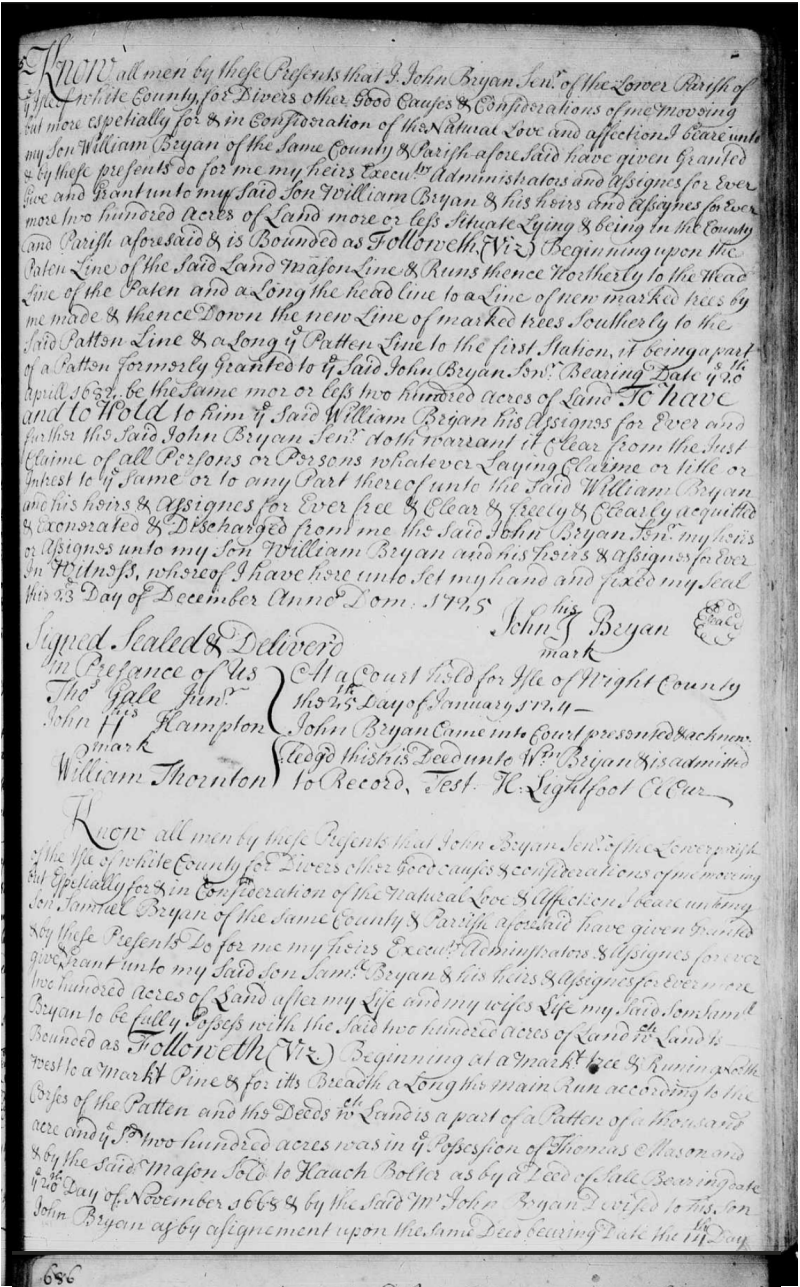 Know all men by these Presents that I John Bryan Senr. of the Lower Parish of
ye Isle of white County, for Divers other Good Causes & Considerations of me moveing
but more espetially for & in Consideration of the Natural Love and affection I beare unto
my Son William Bryan of the Same County & Parish afore Said have given Granted
& by these presents do for me my heirs Execurs. Administrators and Assignes for Ever
Give and Grant unto my Said Son William Bryan & his heirs and Assignes for Ever
more two hundred Acres of Land more or less Situate Lying & being in the County
and Parish aforesaid & is Bounded as Followeth (Viz) Beginning upon the
Paten Line of the Said Land Mason Line & Runs thence Northerly to the Head
Line of the Paten and a Long the head line to a Line of new marked trees by
me made & thence Down the new Line of marked trees Southerly to the
Said Patten Line & a Long ye Patten Line to the first Station, it being a part
of a Patten formerly Granted to ye Said John Bryan Senr. Bearing Date ye 20th
Aprill 1682, be the Same mor or less two hundred acres of Land To have
and to Hold to him ye Said William Bryan his Assignes for Ever and
further the Said John Bryan Senr. doth warrant it Clear from the Just
Claime of all Persons or Persons whatever Laying Claime or title or
Intrest to ye Same or to any Part thereof unto the Said William Bryan
and his heirs & Assignes for Ever free & Clear & freely & Clearly acquitted
& Exonerated & Discharged from me the Said John Bryan Senr. my heirs
or Assignes unto my Son William Bryan and his heirs & Assignes for Ever
In Witness, whereof I have here unto Set my hand and fixed my Seal
this 23 Day of December Anno Dom: 1725
his
John J Bryan Seal
mark
Signed Sealed & Deliverd
in Presance of Us
Thos. Gale Junr.
his
John H Hampton
mark
William Thornton
At a Court held for Isle of Wight County
the 25th Day of January 1724
John Bryan Came into Court presented & acknow
ledgd this his Deed unto Wm. Bryan & is admitted
to Record, Test. H: Lightfoot Cl Cur
Know all men by these Presents that John Bryan Senr. of the Lower parish
of the Isle of white County for Divers other Good causes & considerations of me moveing
but Espetially for & in Consideration of the Natural Love & Affection I beare unto my
Son Samuel Bryan of the Same County & Parrish aforesaid have given Granted
& by these Presents Do for me my heirs Execurs. Adminstrators & Assignes for ever
give Grant unto my Said son Saml. Bryan & his heirs & Assignes for Ever more
two hundred Acres of Land after my Life and my wifes Life my Said Son Samll
Bryan to be fully Possess with the Said two hundred acres of Land wch Land is
Bounded as Followeth (Viz) Beginning at a markt tree & Runing North
west to a Markt Pine & for itts Breadth a Long the main Run according to the
Corses of the Patten and the Deeds wch Land is a part of a Patten of a thousand
acre and ye sd. two hundred acres was in ye Possession of Thomas Mason and
& by the Said Mason Sold to Hauch Bolter as by a Deed of Sale Bearing date
ye 20th Day of November 1668 & by the Said Mr John Bryan Devised to his Son
John Bryan as by asignement upon the same Deed bearing Date the 14th Day
686